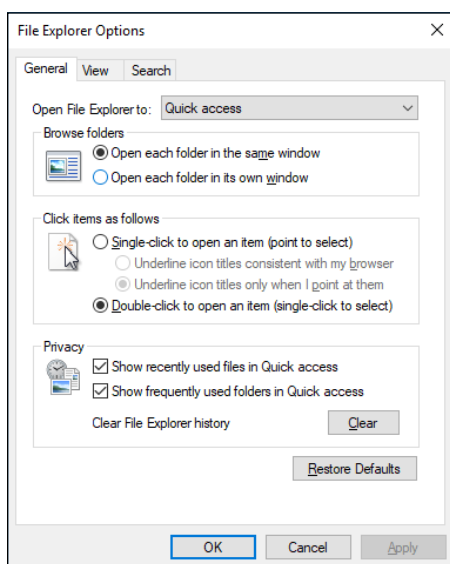 File Explorer Options
General View Search
Open File Explorer to: Quick access
Browse folders
Open each folder in the same window
Open each folder in its own window
Click items as follows
Single-click to open an item (point to select)
Underline icon titles consistent with my browser
Underline icon titles only when I point at them
Double-click to open an item (single-click to select)
Privacy
Show recently used files in Quick access
Show frequently used folders in Quick access
Clear File Explorer history Clear
Restore Defaults
OK Cancel Apply